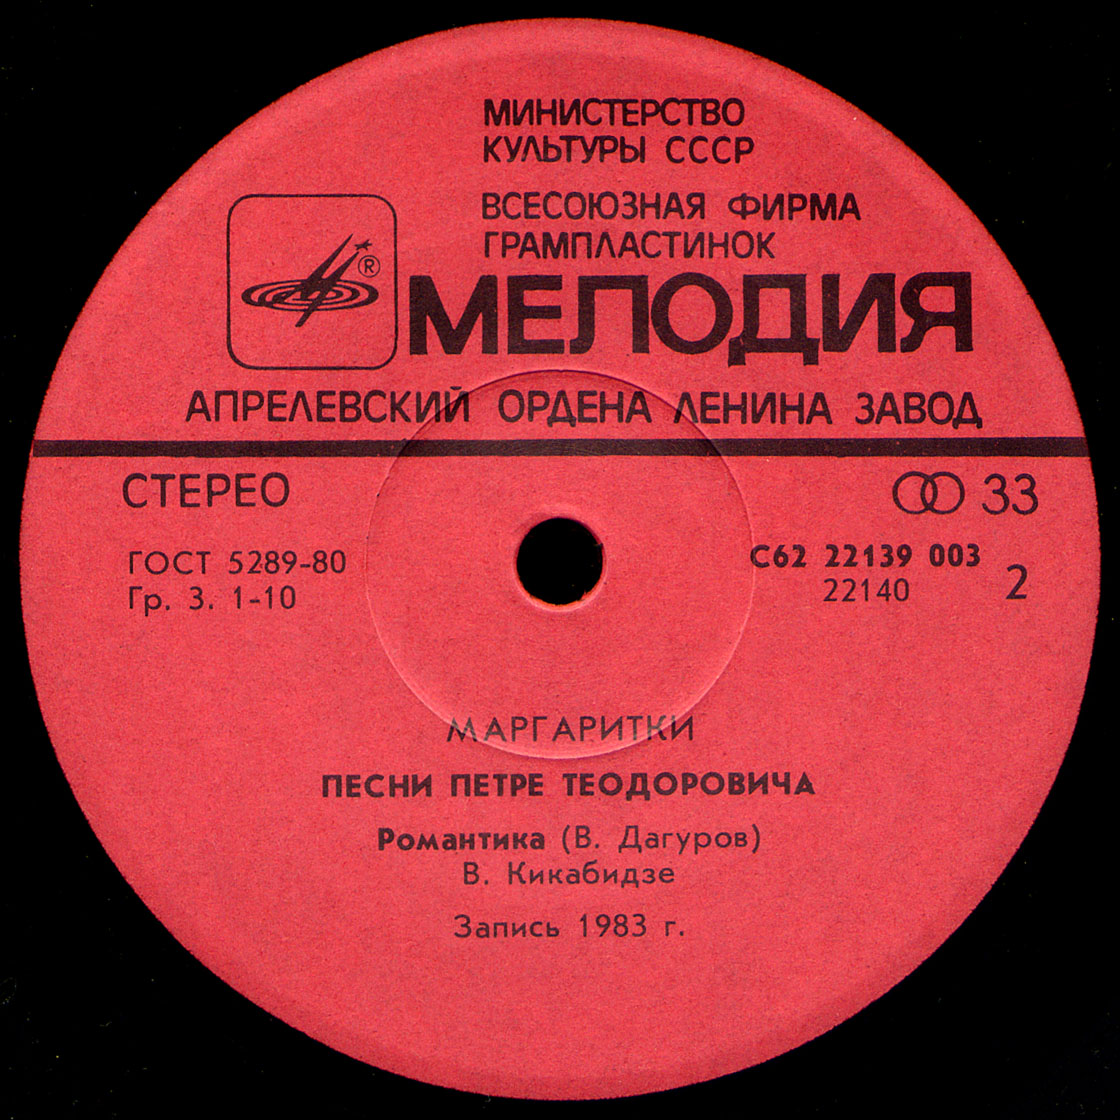 МИНИСТЕРСТВО
КУЛЬТУРЫ СССР
ВСЕСОЮЗНАЯ ФИРМА
ГРАМПЛАСТИНОК
®
МЕЛОДИЯ
АПРЕЛЕВСКИЙ ОРДЕНА ЛЕНИНА ЗАВОД
СТЕРЕО
33
ГОСТ 5289-80
Гр. 3. 1-10
С62 22139 003
22140
2
МАРГАРИТКИ
ПЕСНИ ПЕТРЕ ТЕОДОРОВИЧА
Романтика (В. Дагуров)
В. Кикабидзе
Запись 1983 г.